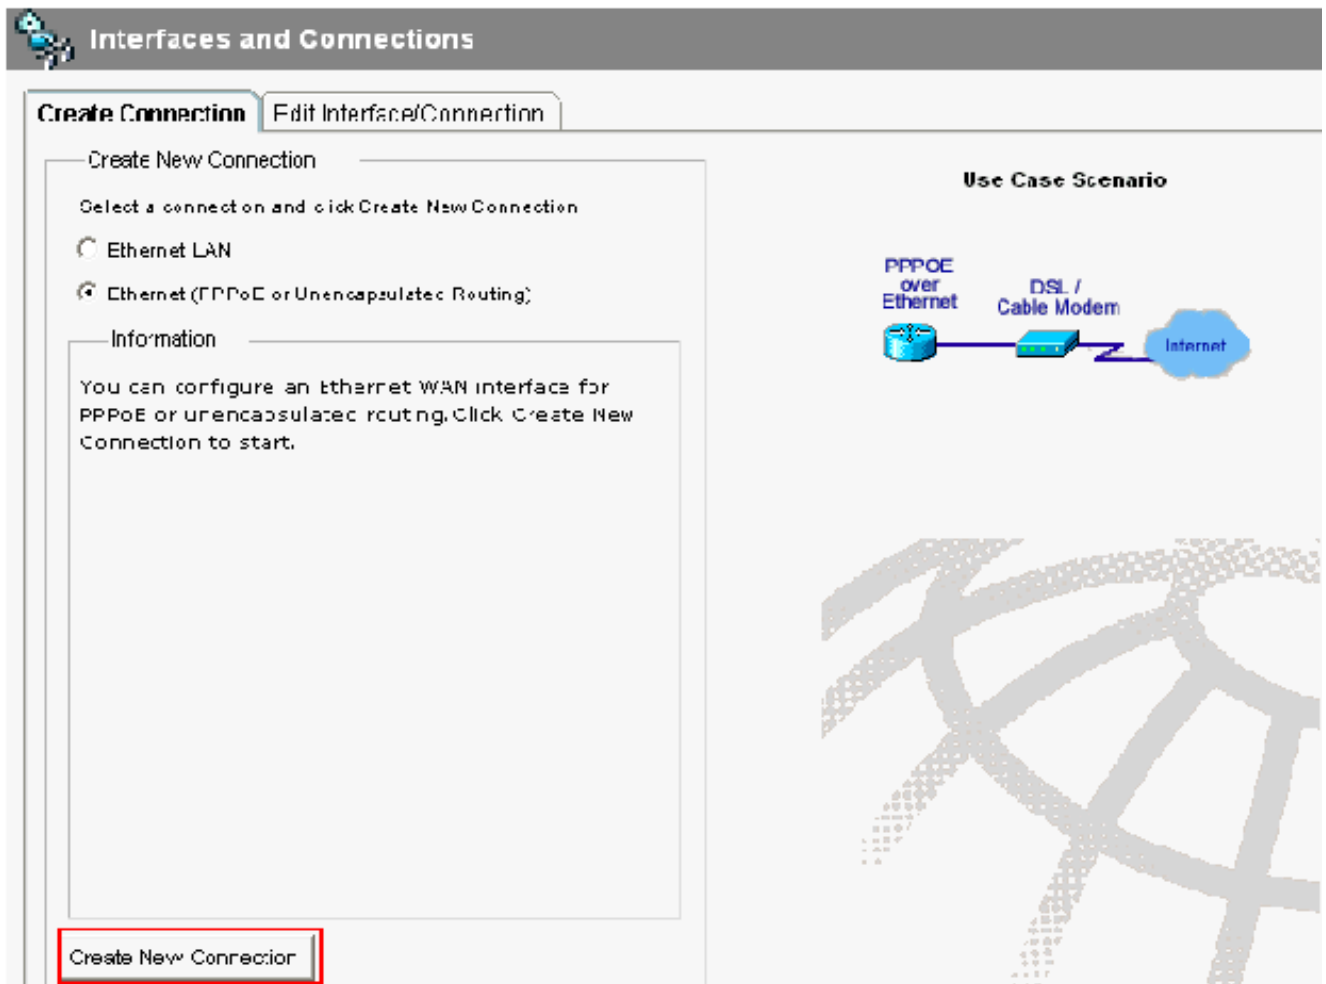 Interfaces and Connections
Create Connection
Edit Interface/Connection
Create New Connection
Select a connection and click Create New Connection
Ethernet LAN
Ethernet (PPPoE or Unencapsulated Routing)
Information
You can configure an Ethernet WAN interface for
PPPoE or unencapsulated routing. Click Create New
Connection to start.
Create New Connection
Use Case Scenario
PPPOE
over
Ethernet
DSL /
Cable Modem
Internet